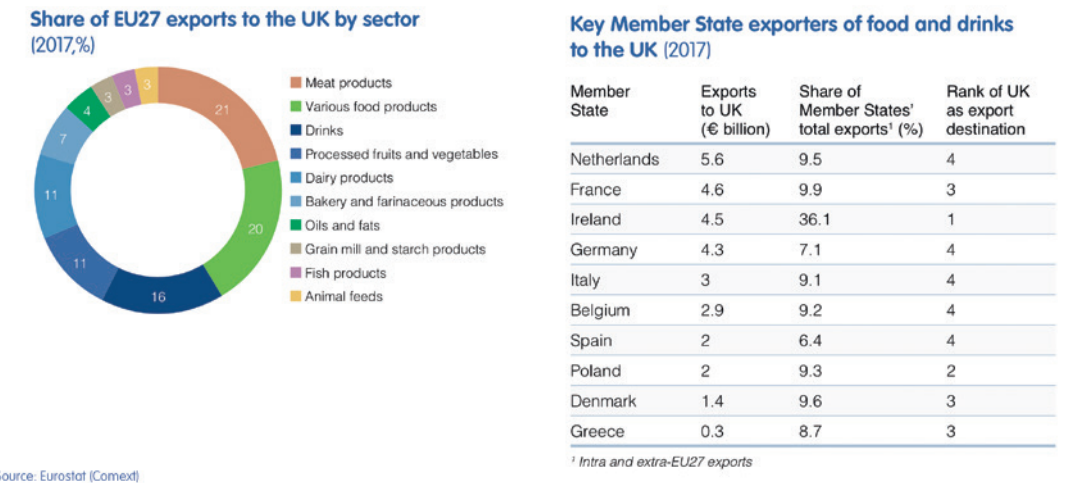 Share of EU27 exports to the UK by sector
(2017,%)
3
3
3
4
7
11
11
16
20
21
Meat products
Various food products
Drinks
Processed fruits and vegetables
Dairy products
Bakery and farinaceous products
Oils and fats
Grain mill and starch products
Fish products
Animal feeds
Source: Eurostat (Comext)
Key Member State exporters of food and drinks
to the UK (2017)
Member Exports Share of Rank of UK
State to UK Member States' as export
(€ billion) total exports¹ (%) destination
Netherlands 5.6 9.5 4
France 4.6 9.9 3
Ireland 4.5 36.1 1
Germany 4.3 7.1 4
Italy 3 9.1 4
Belgium 2.9 9.2 4
Spain 2 6.4 4
Poland 2 9.3 2
Denmark 1.4 9.6 3
Greece 0.3 8.7 3
¹ Intra and extra-EU27 exports